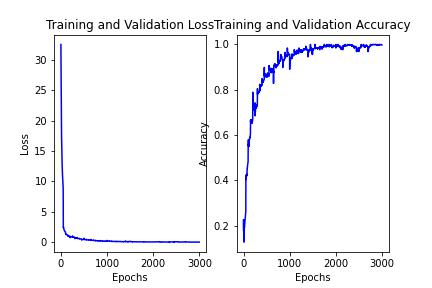 Training and Validation Loss
30
25
20
15
10
5
0
Loss
0 1000 2000 3000
Epochs
Training and Validation Accuracy
1.0
0.8
0.6
0.4
0.2
Accuracy
0 1000 2000 3000
Epochs